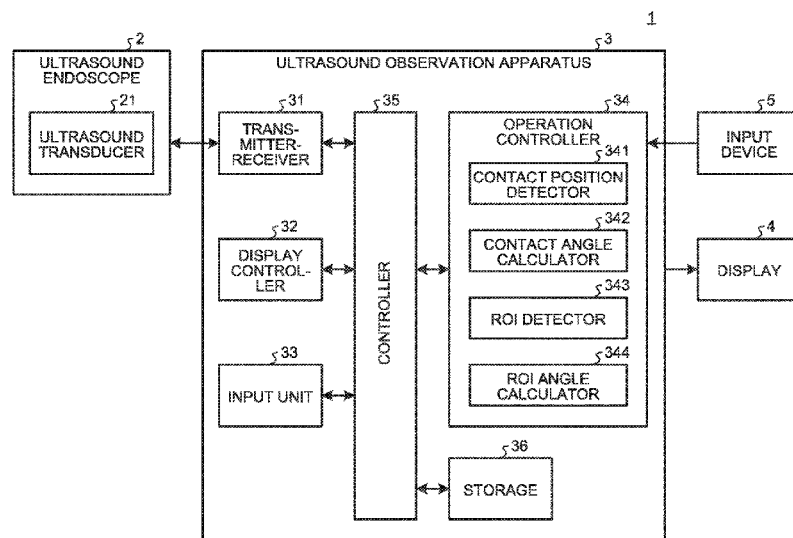 1
2
ULTRASOUND
ENDOSCOPE
21
ULTRASOUND
TRANSDUCER
3
ULTRASOUND OBSERVATION APPARATUS
31
TRANS-
MITTER-
RECEIVER
32
DISPLAY
CONTROL-
LER
33
INPUT UNIT
35
CONTROLLER
34
OPERATION
CONTROLLER
341
CONTACT POSITION
DETECTOR
342
CONTACT ANGLE
CALCULATOR
343
ROI DETECTOR
344
ROI ANGLE
CALCULATOR
36
STORAGE
5
INPUT
DEVICE
4
DISPLAY